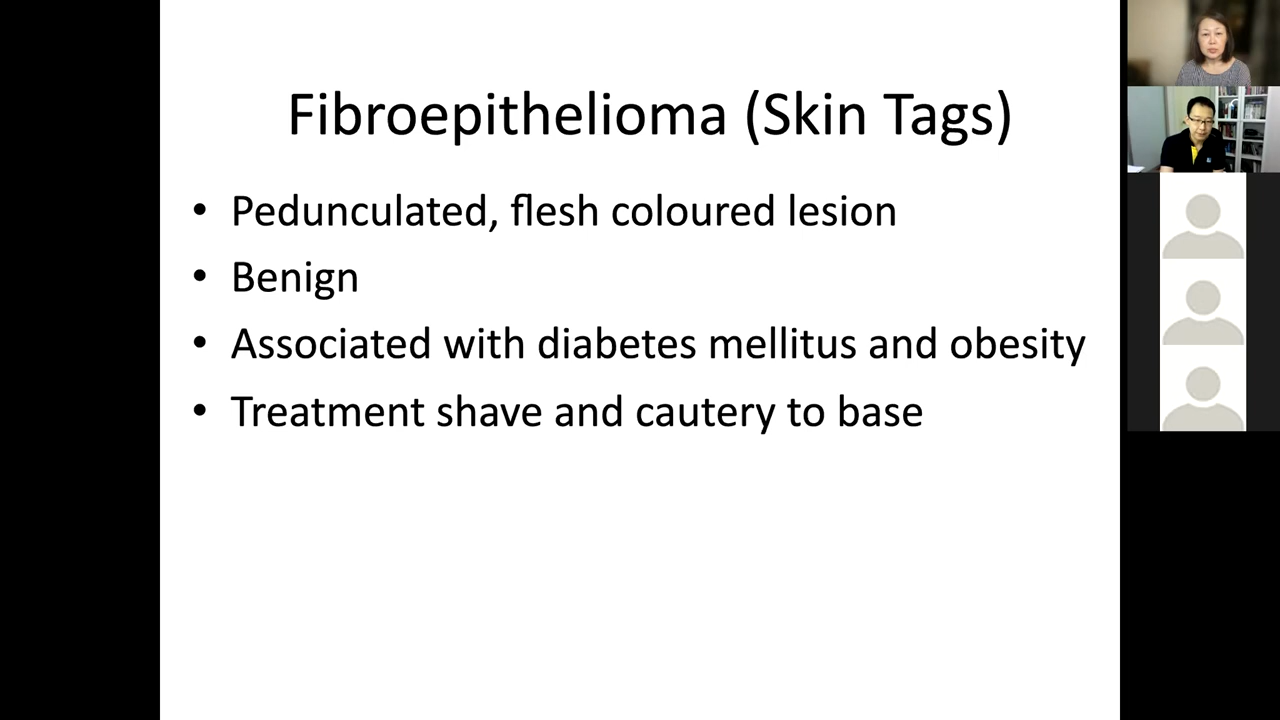 Fibroepithelioma (Skin Tags)
• Pedunculated, flesh coloured lesion
• Benign
• Associated with diabetes mellitus and obesity
• Treatment shave and cautery to base